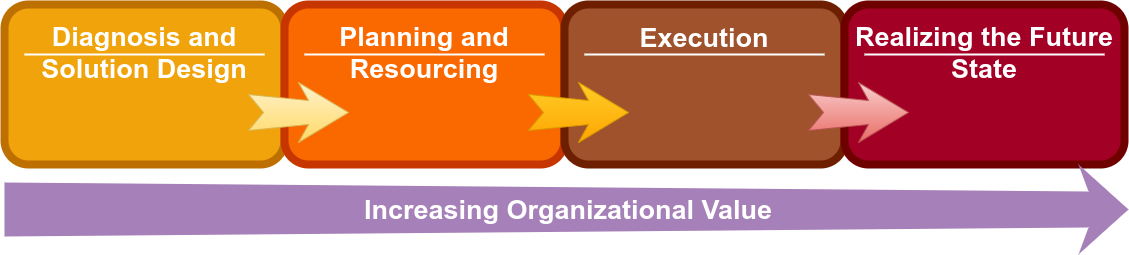 Diagnosis and
Solution Design
Planning and
Resourcing
Execution
Realizing the Future
State
Increasing Organizational Value